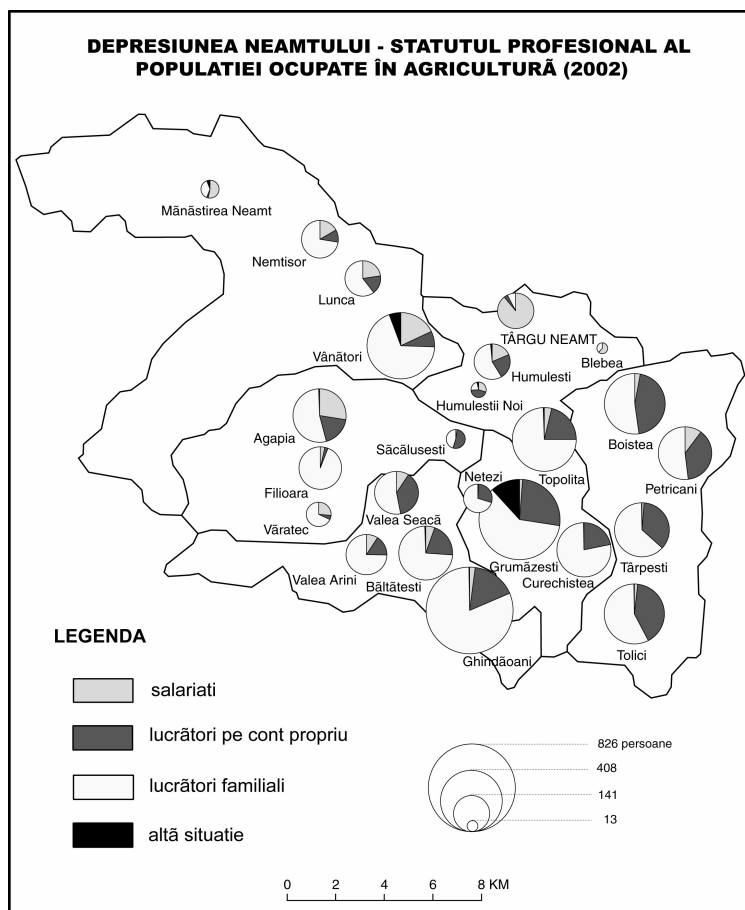 DEPRESIUNEA NEAMTULUI - STATUTUL PROFESIONAL AL
POPULATIEI OCUPATE ÎN AGRICULTURÃ (2002)
Mãnãstirea Neamt
Nemtisor
Lunca
Vânãtori
TÂRGU NEAMT
Blebea
Humulesti
Humulestii Noi
Agapia
Sãcãlusesti
Boistea
Filioara
Topolita
Petricani
Netezi
Vãratec
Valea Seacã
Grumãzesti
Curechistea
Târpesti
Valea Arini
Bãltãtesti
Ghindãoani
Tolici
LEGENDA
salariati
lucrãtori pe cont propriu
lucrãtori familiali
altã situatie
826 persoane
408
141
13
0 2 4 6 8 KM